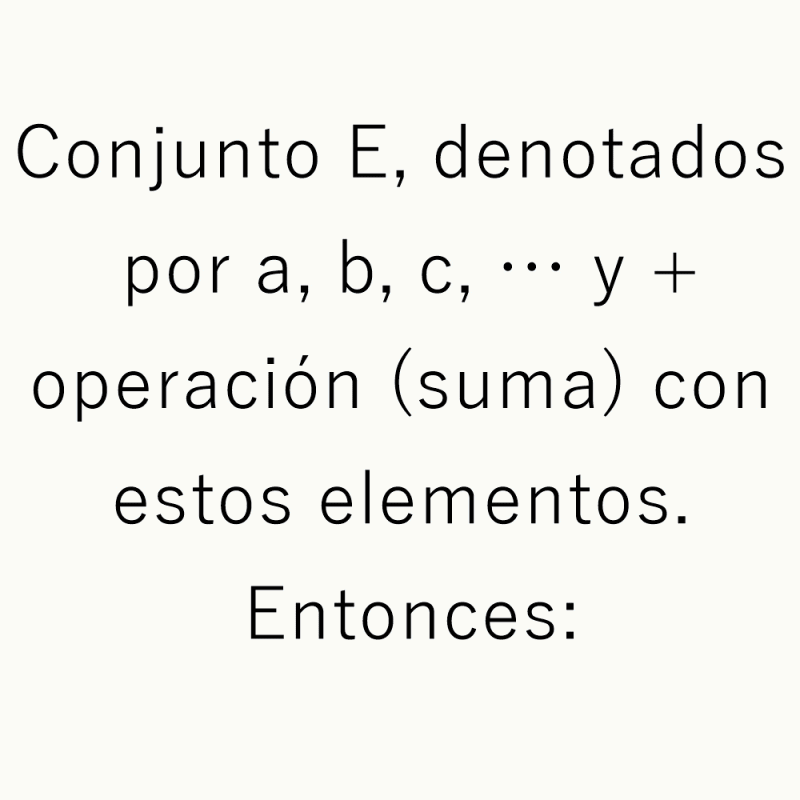 Conjunto E, denotados
por a, b, c, ··· y +
operación (suma) con
estos elementos.
Entonces: